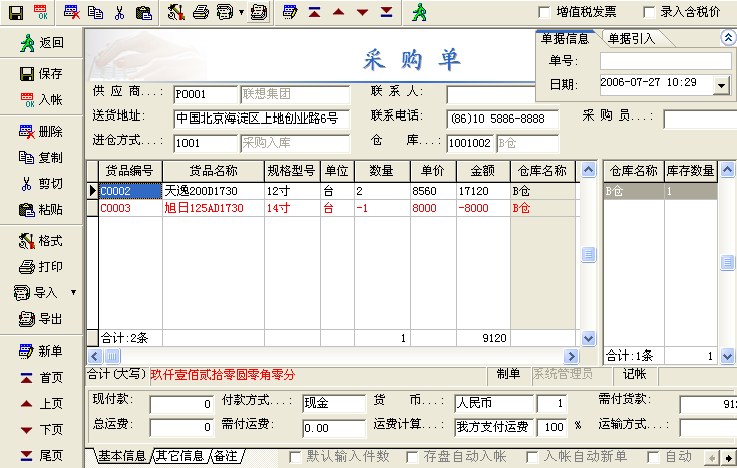 OK
增值税发票
录入含税价
返回
保存
OK 入帐
删除
复制
剪切
粘贴
格式
打印
导入
导出
新单
首页
上页
下页
尾页
采 购 单
单据信息 单据引入
单号:
日期: 2006-07-27 10:29
供 应 商...: P0001 联想集团 联 系 人:
送货地址: 中国北京海淀区上地创业路6号 联系电话: (86)10 5886-8888 采 购 员...:
进仓方式...: 1001 采购入库 仓 库...: 1001002 B仓
货品编号 货品名称 规格型号 单位 数量 单价 金额 仓库名称
C0002 天逸200D1730 12寸 台 2 8560 17120 B仓
C0003 旭日125AD1730 14寸 台 -1 8000 -8000 B仓
合计:2条 1 9120
仓库名称 库存数量
B仓 1
合计:1条 1
合计(大写) 玖仟壹佰贰拾零圆零角零分 制单 系统管理员 记帐
现付款: 0 付款方式...: 现金 货 币...: 人民币 1 需付货款: 912
总运费: 0 需付运费: 0.00 运费计算...: 我方支付运费 100 % 运输方式...:
基本信息 其它信息 备注
默认输入件数 存盘自动入帐 入帐自动新单 自动